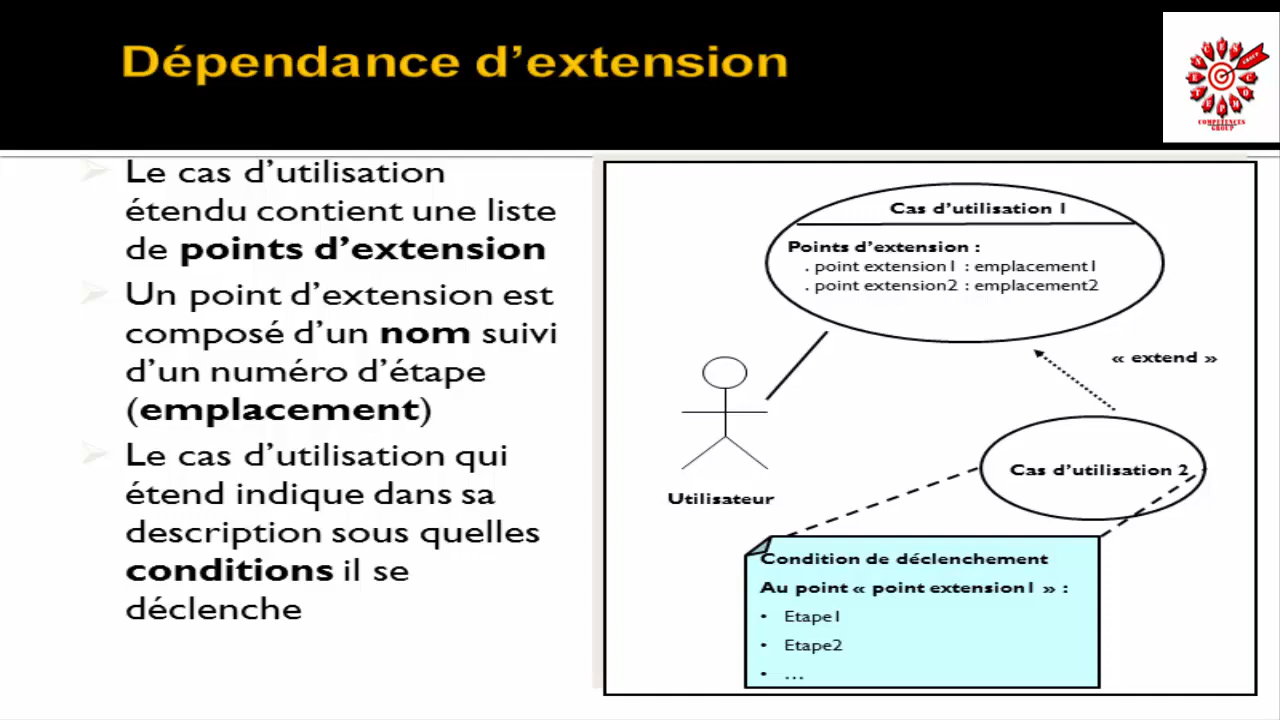 Dépendance d’extension
COMPETENCES
GROUP
Le cas d’utilisation
étendu contient une liste
de points d’extension
Un point d’extension est
composé d’un nom suivi
d’un numéro d’étape
(emplacement)
Le cas d’utilisation qui
étend indique dans sa
description sous quelles
conditions il se
déclenche
Cas d’utilisation 1
Points d’extension :
. point extension1 : emplacement1
. point extension2 : emplacement2
« extend »
Cas d’utilisation 2
Utilisateur
Condition de déclenchement
Au point « point extension1 » :
• Etape1
• Etape2
• ...